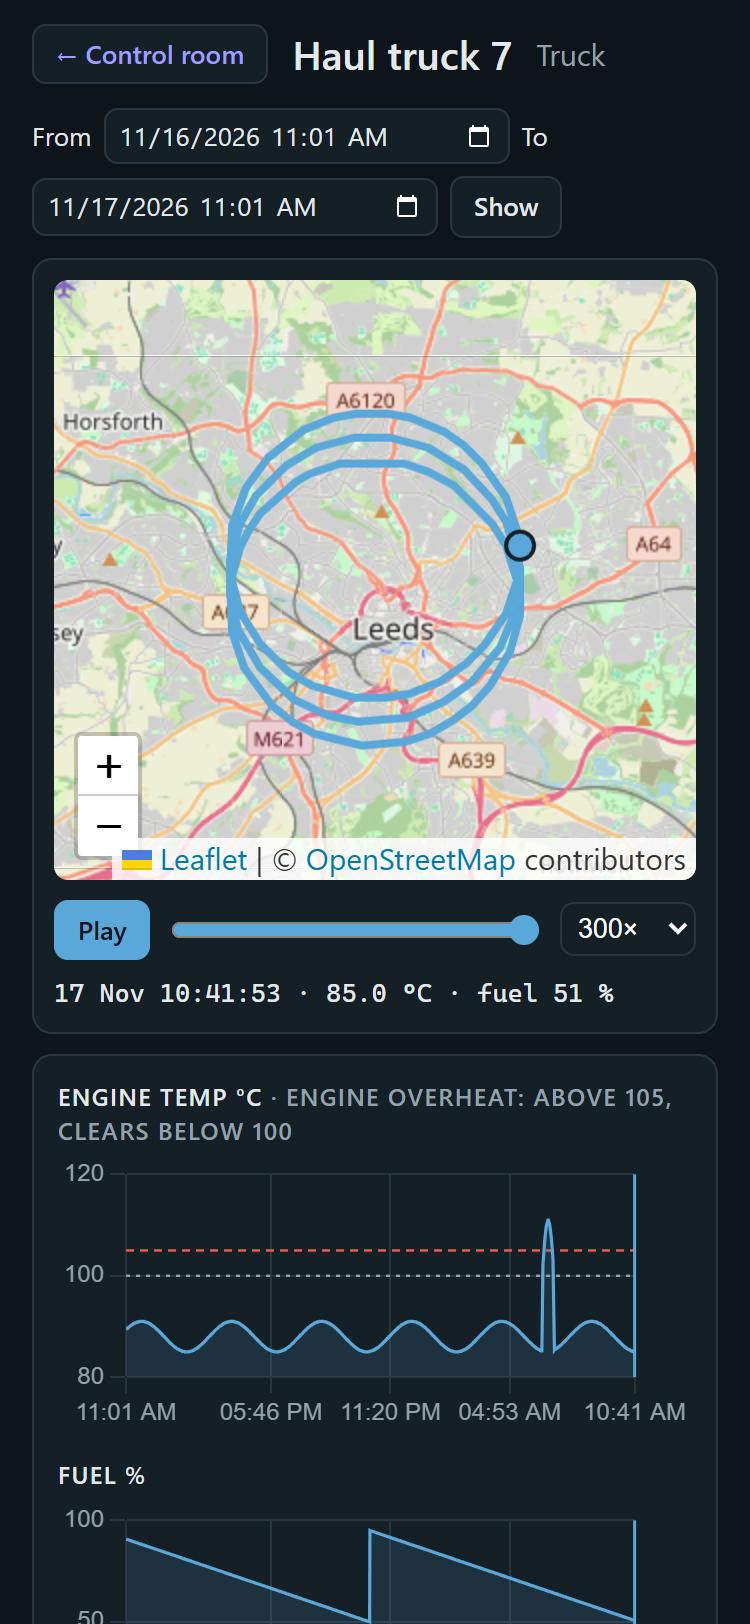 ← Control room Haul truck 7 Truck
From 11/16/2026 11:01 AM To
11/17/2026 11:01 AM Show
A6120
Horsforth
A64
Leeds
sey
M621
A639
+
−
Leaflet | © OpenStreetMap contributors
Play 300×
17 Nov 10:41:53 · 85.0 °C · fuel 51 %
ENGINE TEMP °C · ENGINE OVERHEAT: ABOVE 105,
CLEARS BELOW 100
120
100
80
11:01 AM 05:46 PM 11:20 PM 04:53 AM 10:41 AM
FUEL %
100
50